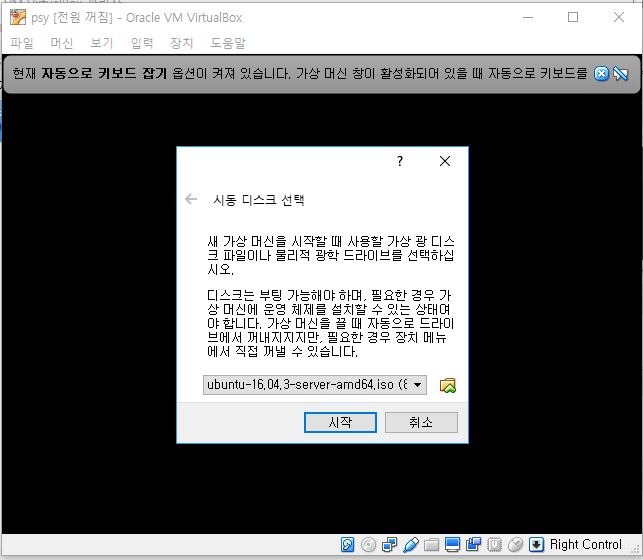 psy [전원 꺼짐] - Oracle VM VirtualBox
파일 머신 보기 입력 장치 도움말
현재 자동으로 키보드 잡기 옵션이 켜져 있습니다. 가상 머신 창이 활성화되어 있을 때 자동으로 키보드를
?
시동 디스크 선택
새 가상 머신을 시작할 때 사용할 가상 광 디스
크 파일이나 물리적 광학 드라이브를 선택하십
시오.
디스크는 부팅 가능해야 하며, 필요한 경우 가
상 머신에 운영 체제를 설치할 수 있는 상태여
야 합니다. 가상 머신을 끌 때 자동으로 드라이
브에서 꺼내지지지만, 필요한 경우 장치 메뉴
에서 직접 꺼낼 수 있습니다.
ubuntu-16.04.3-server-amd64.iso
시작 취소
Right Control